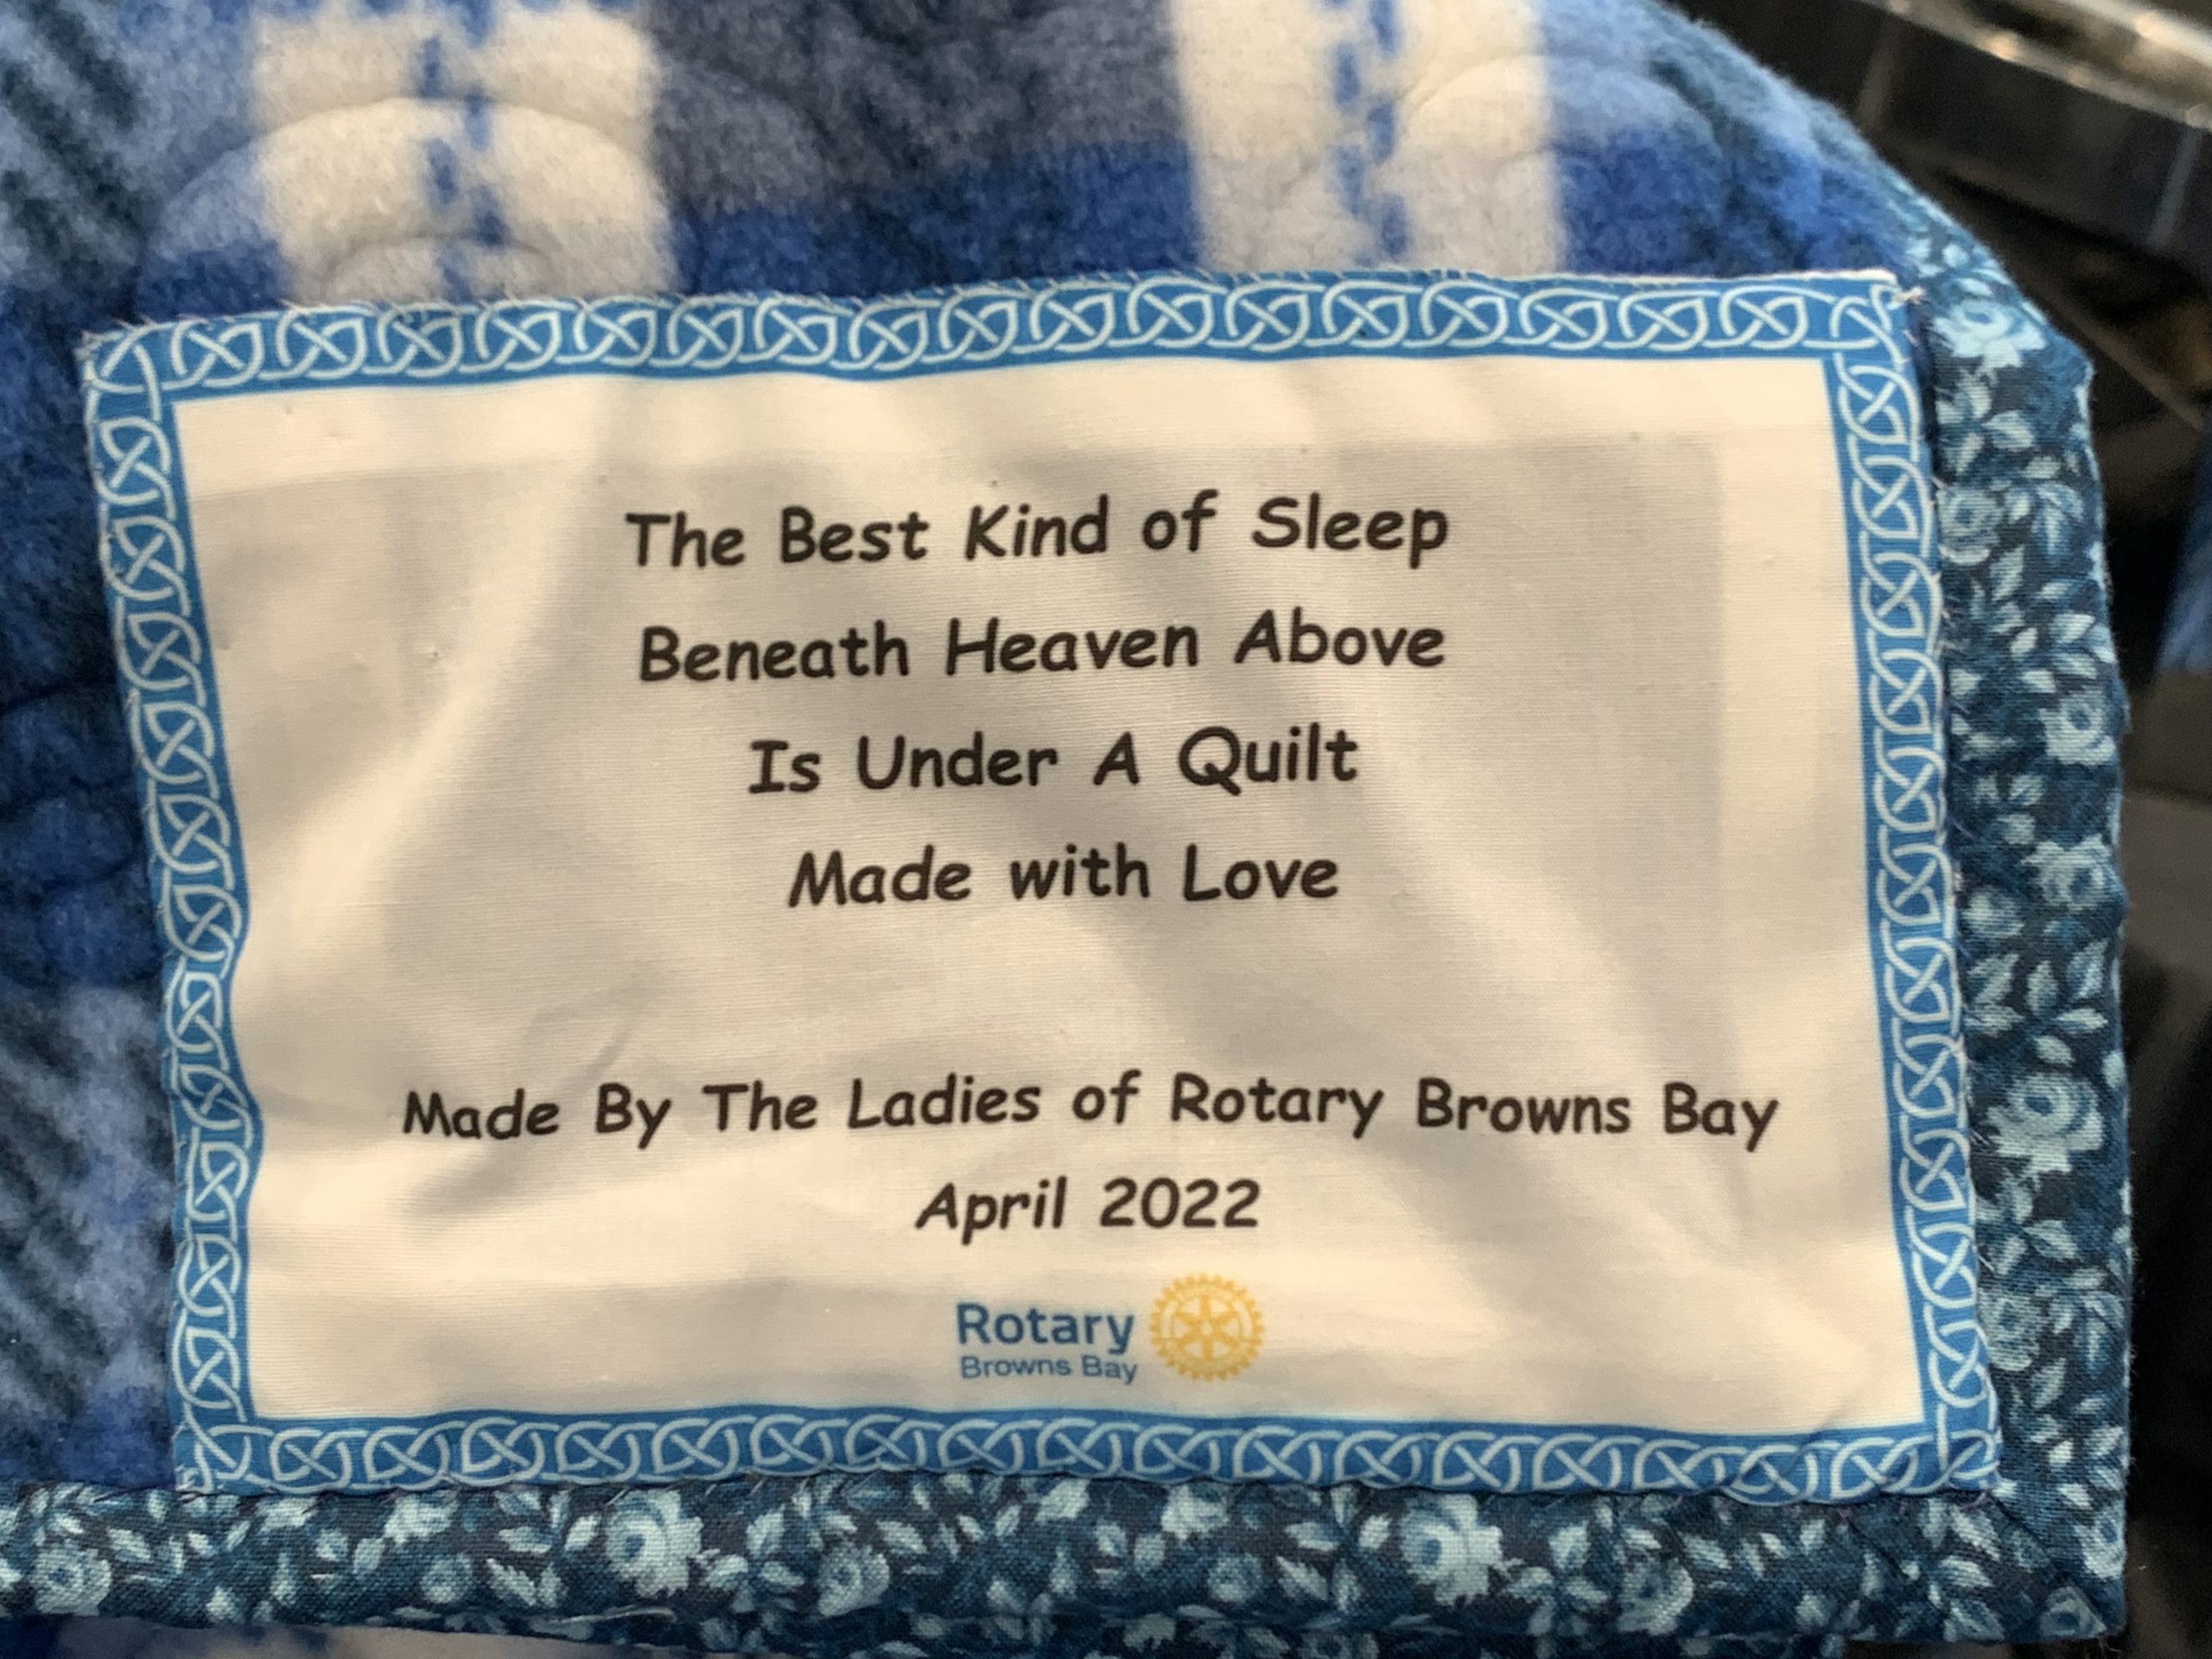 The Best Kind of Sleep
Beneath Heaven Above
Is Under A Quilt
Made with Love
Made By The Ladies of Rotary Browns Bay
April 2022
Rotary
Browns Bay